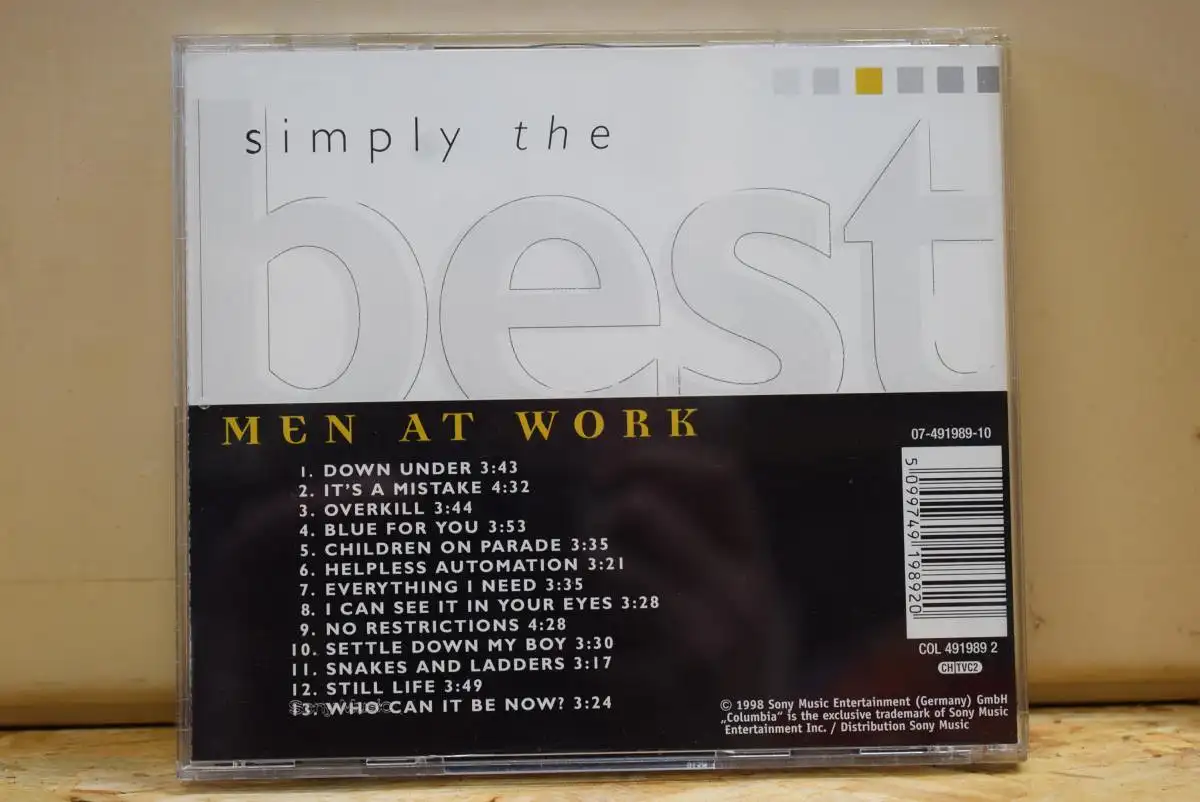 simply the
best
MEN AT WORK
1. DOWN UNDER 3:43
2. IT'S A MISTAKE 4:32
3. OVERKILL 3:44
4. BLUE FOR YOU 3:53
5. CHILDREN ON PARADE 3:35
6. HELPLESS AUTOMATION 3:21
7. EVERYTHING I NEED 3:35
8. I CAN SEE IT IN YOUR EYES 3:28
9. NO RESTRICTIONS 4:28
10. SETTLE DOWN MY BOY 3:30
11. SNAKES AND LADDERS 3:17
12. STILL LIFE 3:49
13. WHO CAN IT BE NOW? 3:24
07-491989-10
5 099749 198920
COL 491989 2
CH TVC2
© 1998 Sony Music Entertainment (Germany) GmbH
„Columbia" is the exclusive trademark of Sony Music
Entertainment Inc. / Distribution Sony Music